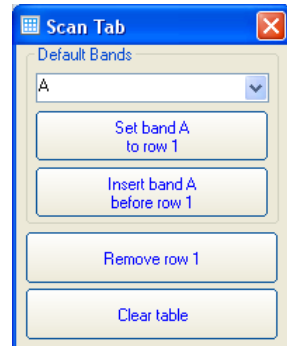 Scan Tab
Default Bands
A
Set band A
to row 1
Insert band A
before row 1
Remove row 1
Clear table